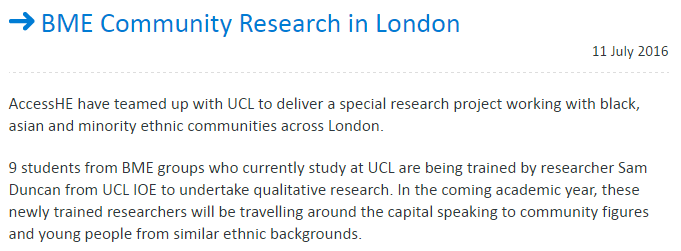 BME Community Research in London
11 July 2016
AccessHE have teamed up with UCL to deliver a special research project working with black,
asian and minority ethnic communities across London.
9 students from BME groups who currently study at UCL are being trained by researcher Sam
Duncan from UCL IOE to undertake qualitative research. In the coming academic year, these
newly trained researchers will be travelling around the capital speaking to community figures
and young people from similar ethnic backgrounds.